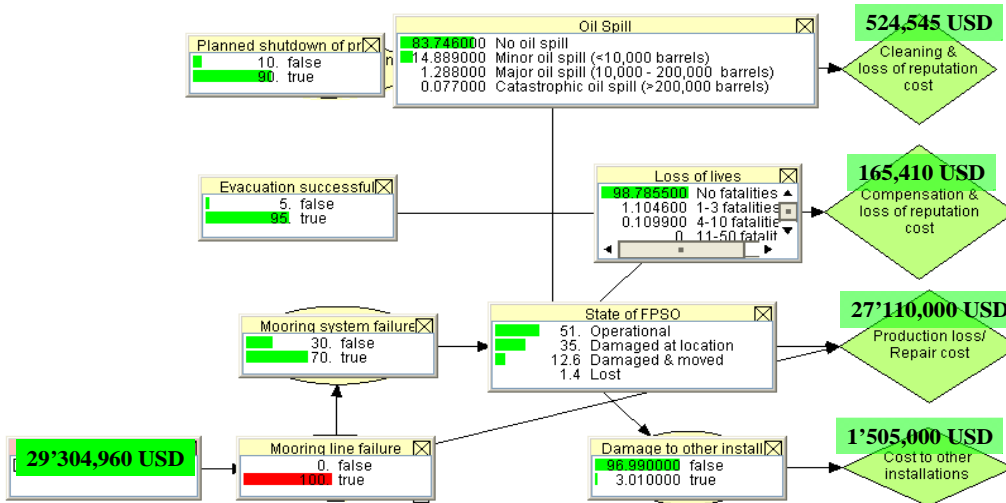 Oil Spill
83.746000 No oil spill
14.889000 Minor oil spill (<10,000 barrels)
1.288000 Major oil spill (10,000 - 200,000 barrels)
0.077000 Catastrophic oil spill (>200,000 barrels)
524,545 USD
Cleaning &
loss of reputation
cost
Planned shutdown of pr
10. false
90. true
Evacuation successful
5. false
95. true
Loss of lives
98.785500 No fatalities
1.104600 1-3 fatalities
0.109900 4-10 fatalitie
0 11-50 fatalit
165,410 USD
Compensation &
loss of reputation
cost
Mooring system failure
30. false
70. true
State of FPSO
51. Operational
35. Damaged at location
12.6 Damaged & moved
1.4 Lost
27'110,000 USD
Production loss/
Repair cost
29'304,960 USD
Mooring line failure
0. false
100. true
Damage to other install
96.990000 false
3.010000 true
1'505,000 USD
Cost to other
installations